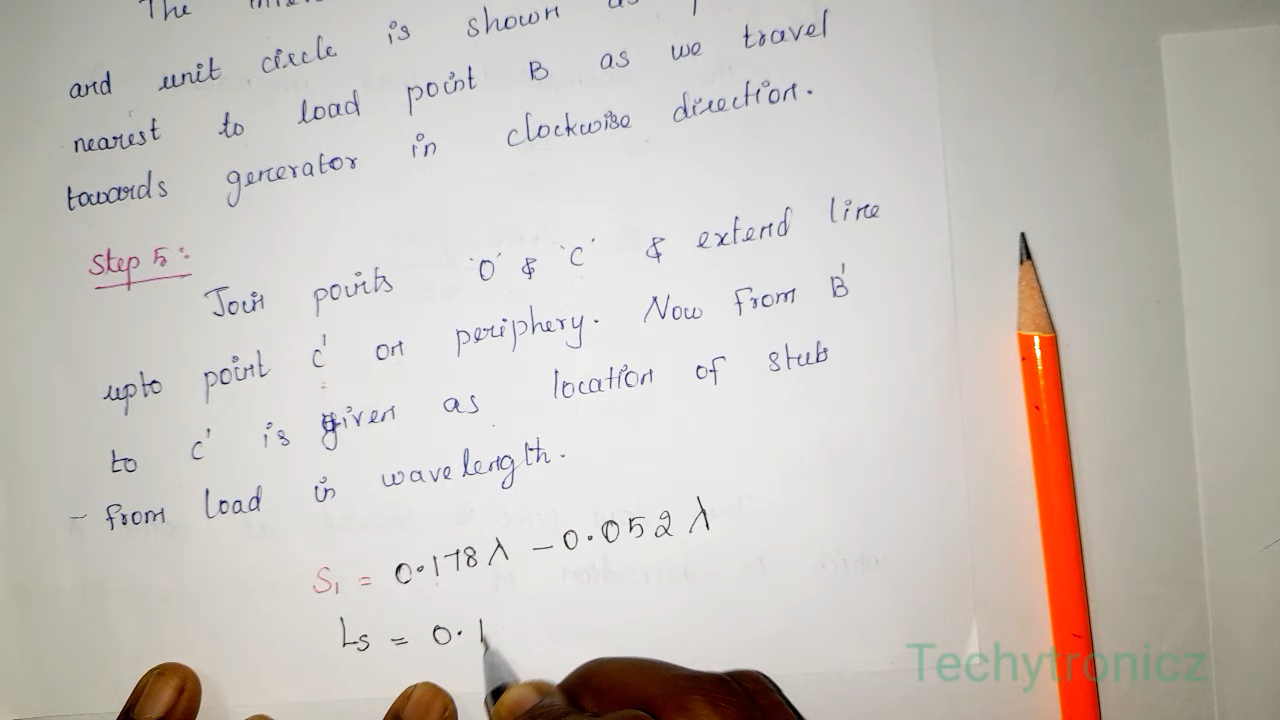 The
and unit circle is shown as
nearest to load point B as we travel
towards generator in clockwise direction.
Step 5:
Join points 'O' & 'C' & extend line
upto point C' on periphery. Now from B'
to C' is given as location of stub
- from load in wavelength.
S₁ = 0.178λ - 0.052λ
Ls = 0.1
Techytronicz